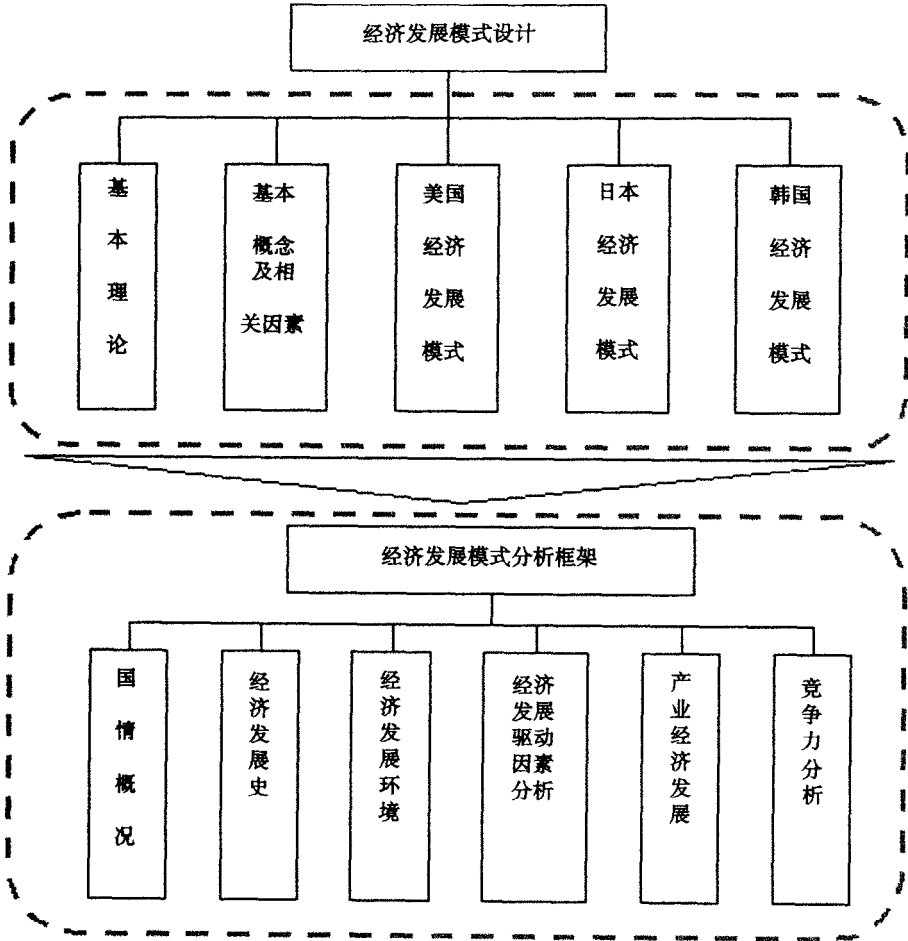 经济发展模式设计
基
本
理
论
基本
概念
及相
关因素
美国
经济
发展
模式
日本
经济
发展
模式
韩国
经济
发展
模式
经济发展模式分析框架
国
情
概
况
经
济
发
展
史
经
济
发
展
环
境
经济
发展
驱动
因素
分析
产
业
经
济
发
展
竞
争
力
分
析